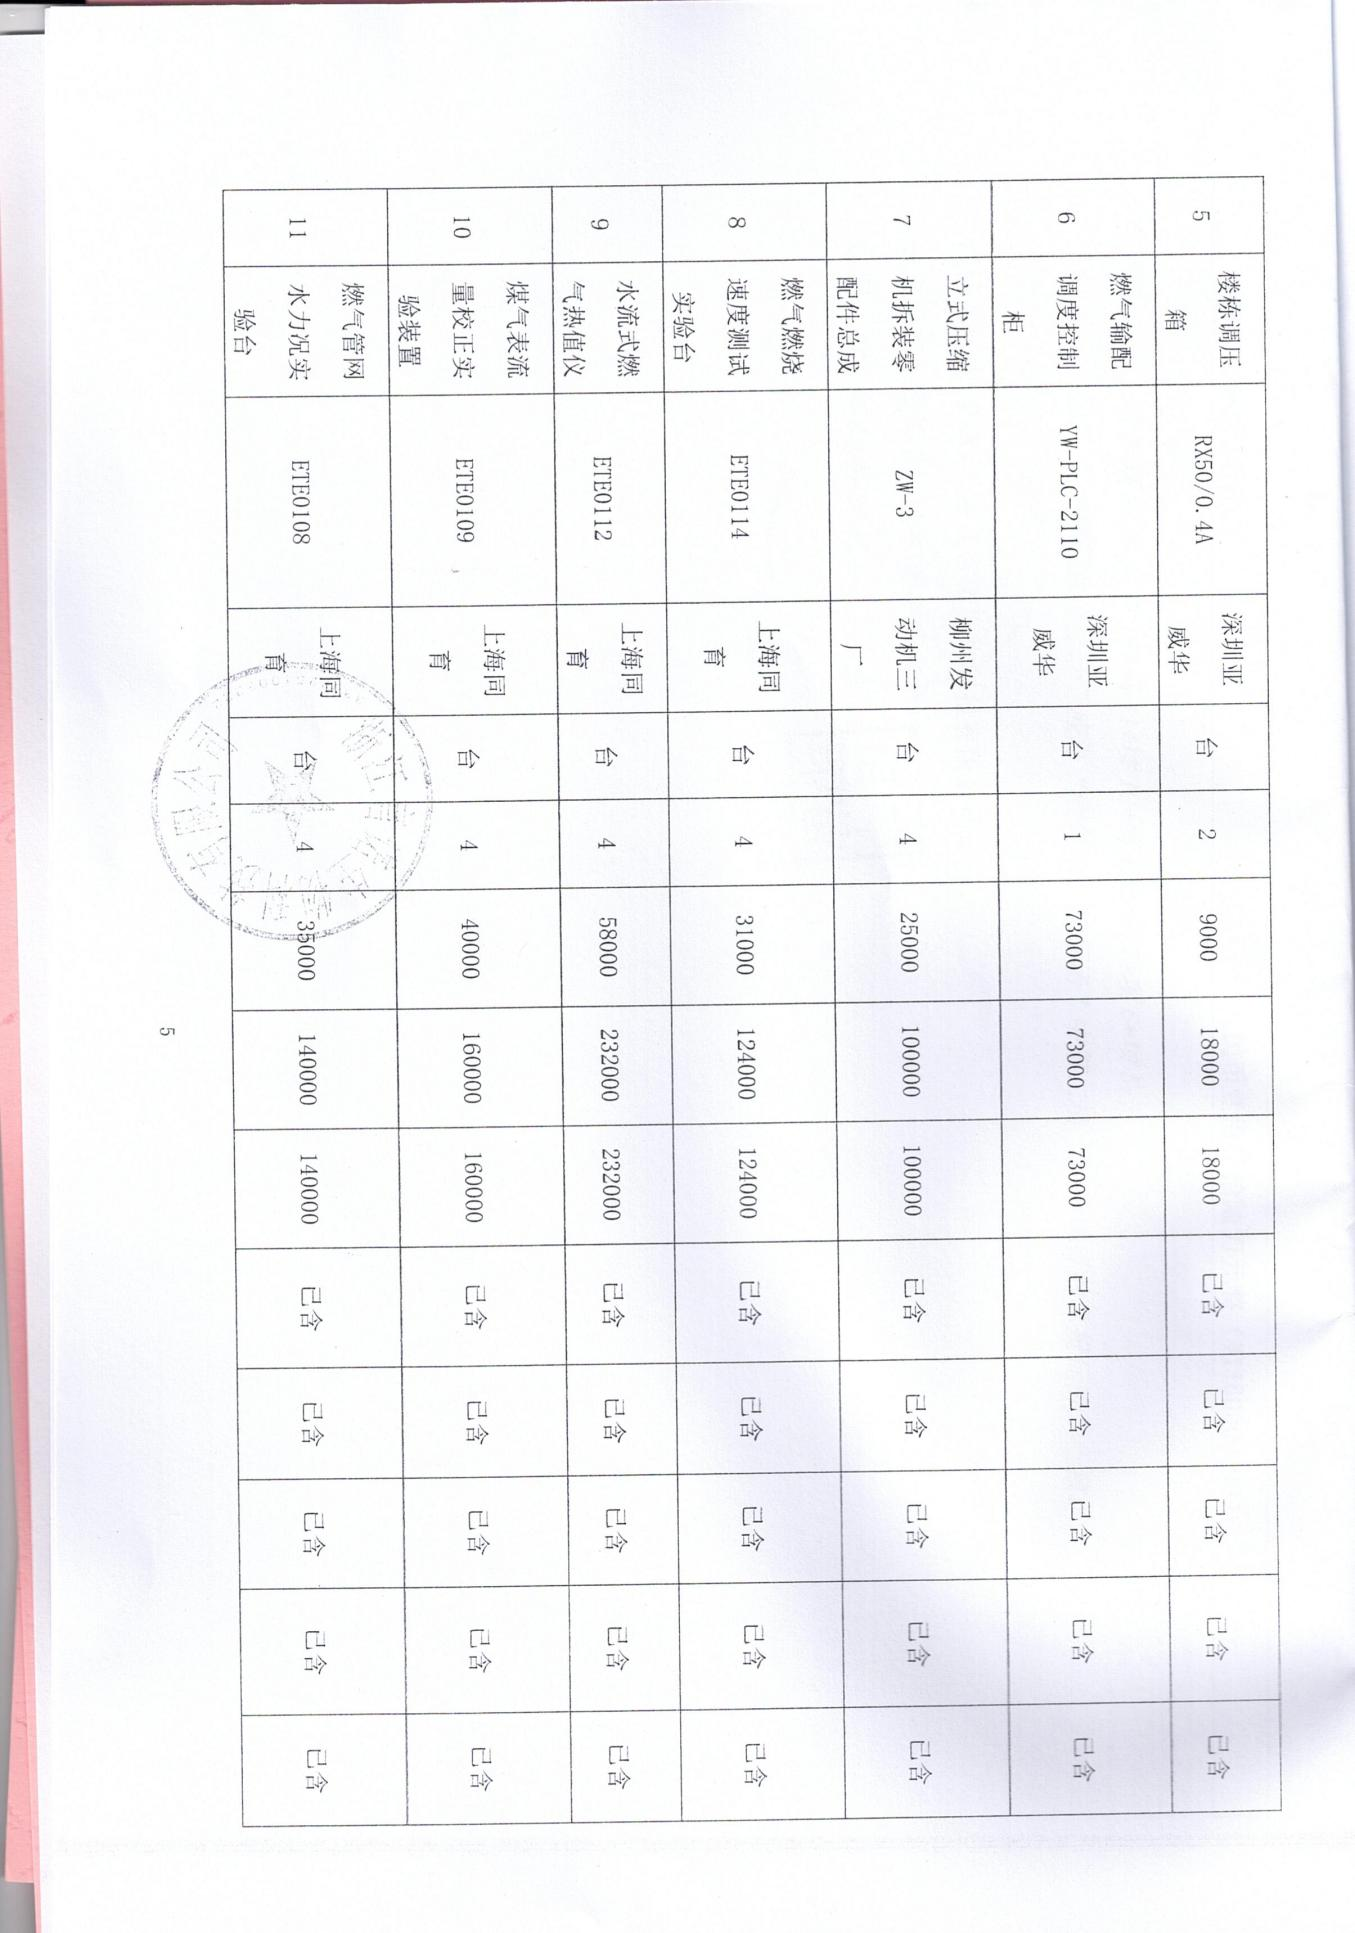 5 楼栋调压箱 RX50/0.4A 深圳亚威华 台 2 9000 18000 18000 已含 已含 已含 已含 已含
6 燃气输配调度控制柜 YW-PLC-2110 深圳亚威华 台 1 73000 73000 73000 已含 已含 已含 已含 已含
7 立式压缩机拆装零配件总成 ZW-3 柳州发动机三厂 台 4 25000 100000 100000 已含 已含 已含 已含 已含
8 燃气燃烧速度测试实验台 ETE0114 上海同育 台 4 31000 124000 124000 已含 已含 已含 已含 已含
9 水流式燃气热值仪 ETE0112 上海同育 台 4 58000 232000 232000 已含 已含 已含 已含 已含
10 煤气表流量校正实验装置 ETE0109 上海同育 台 4 40000 160000 160000 已含 已含 已含 已含 已含
11 燃气管网水力况实验台 ETE0108 上海同育 台 4 35000 140000 140000 已含 已含 已含 已含 已含
5